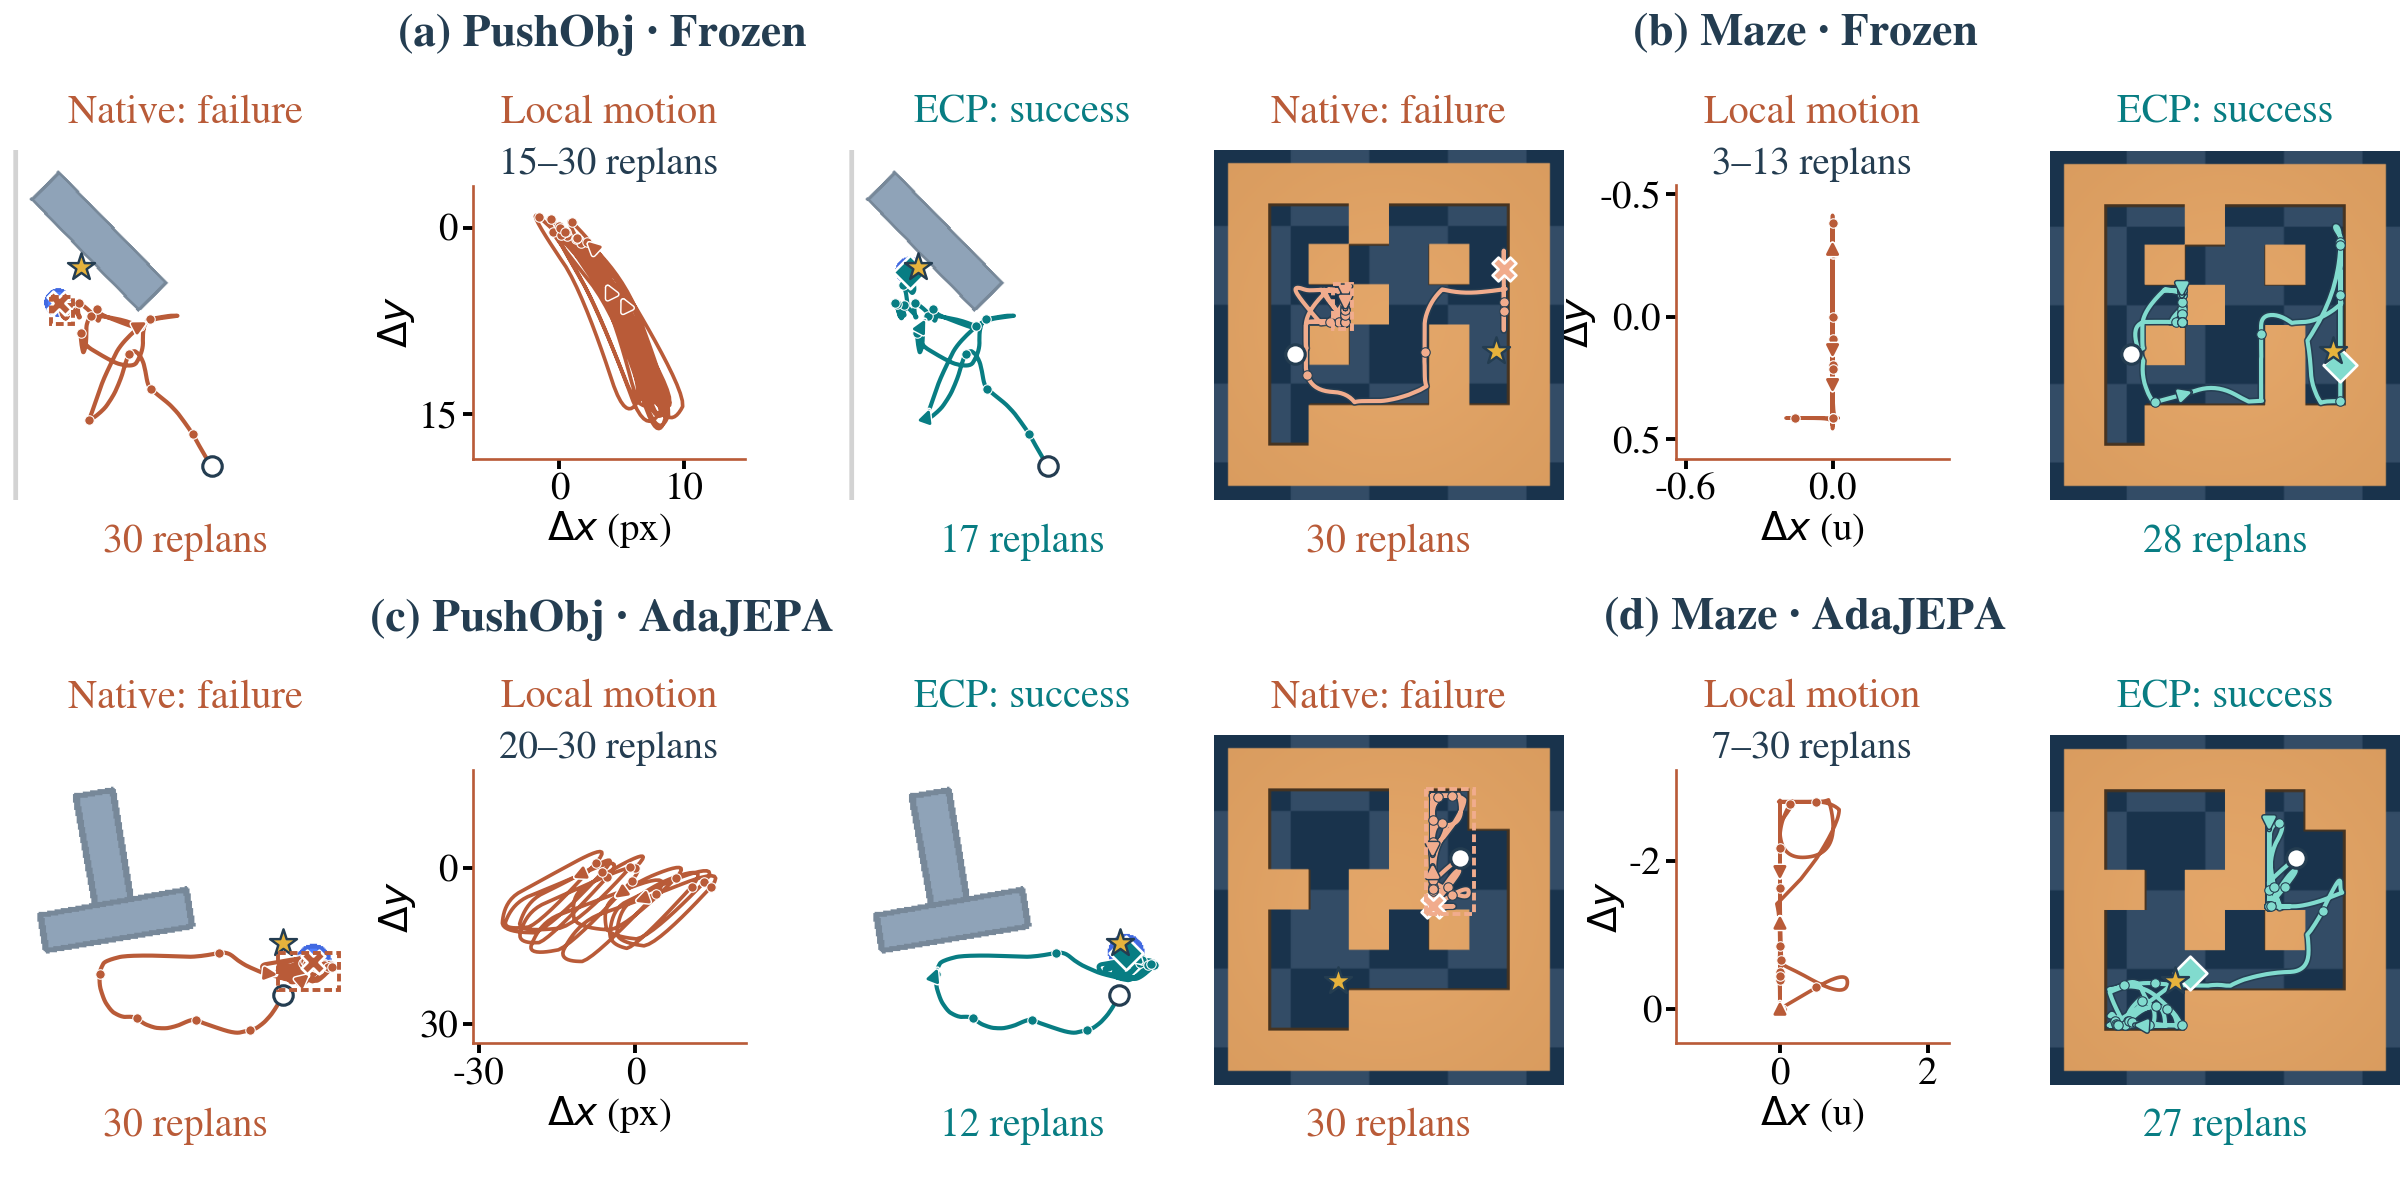 (a) PushObj · Frozen
Native: failure
30 replans
Local motion
15–30 replans
0
15
Δy
0 10
Δx (px)
ECP: success
17 replans
(b) Maze · Frozen
Native: failure
30 replans
Local motion
3–13 replans
-0.5
0.0
0.5
Δy
-0.6 0.0
Δx (u)
ECP: success
28 replans
(c) PushObj · AdaJEPA
Native: failure
30 replans
Local motion
20–30 replans
0
30
Δy
-30 0
Δx (px)
ECP: success
12 replans
(d) Maze · AdaJEPA
Native: failure
30 replans
Local motion
7–30 replans
-2
0
Δy
0 2
Δx (u)
ECP: success
27 replans